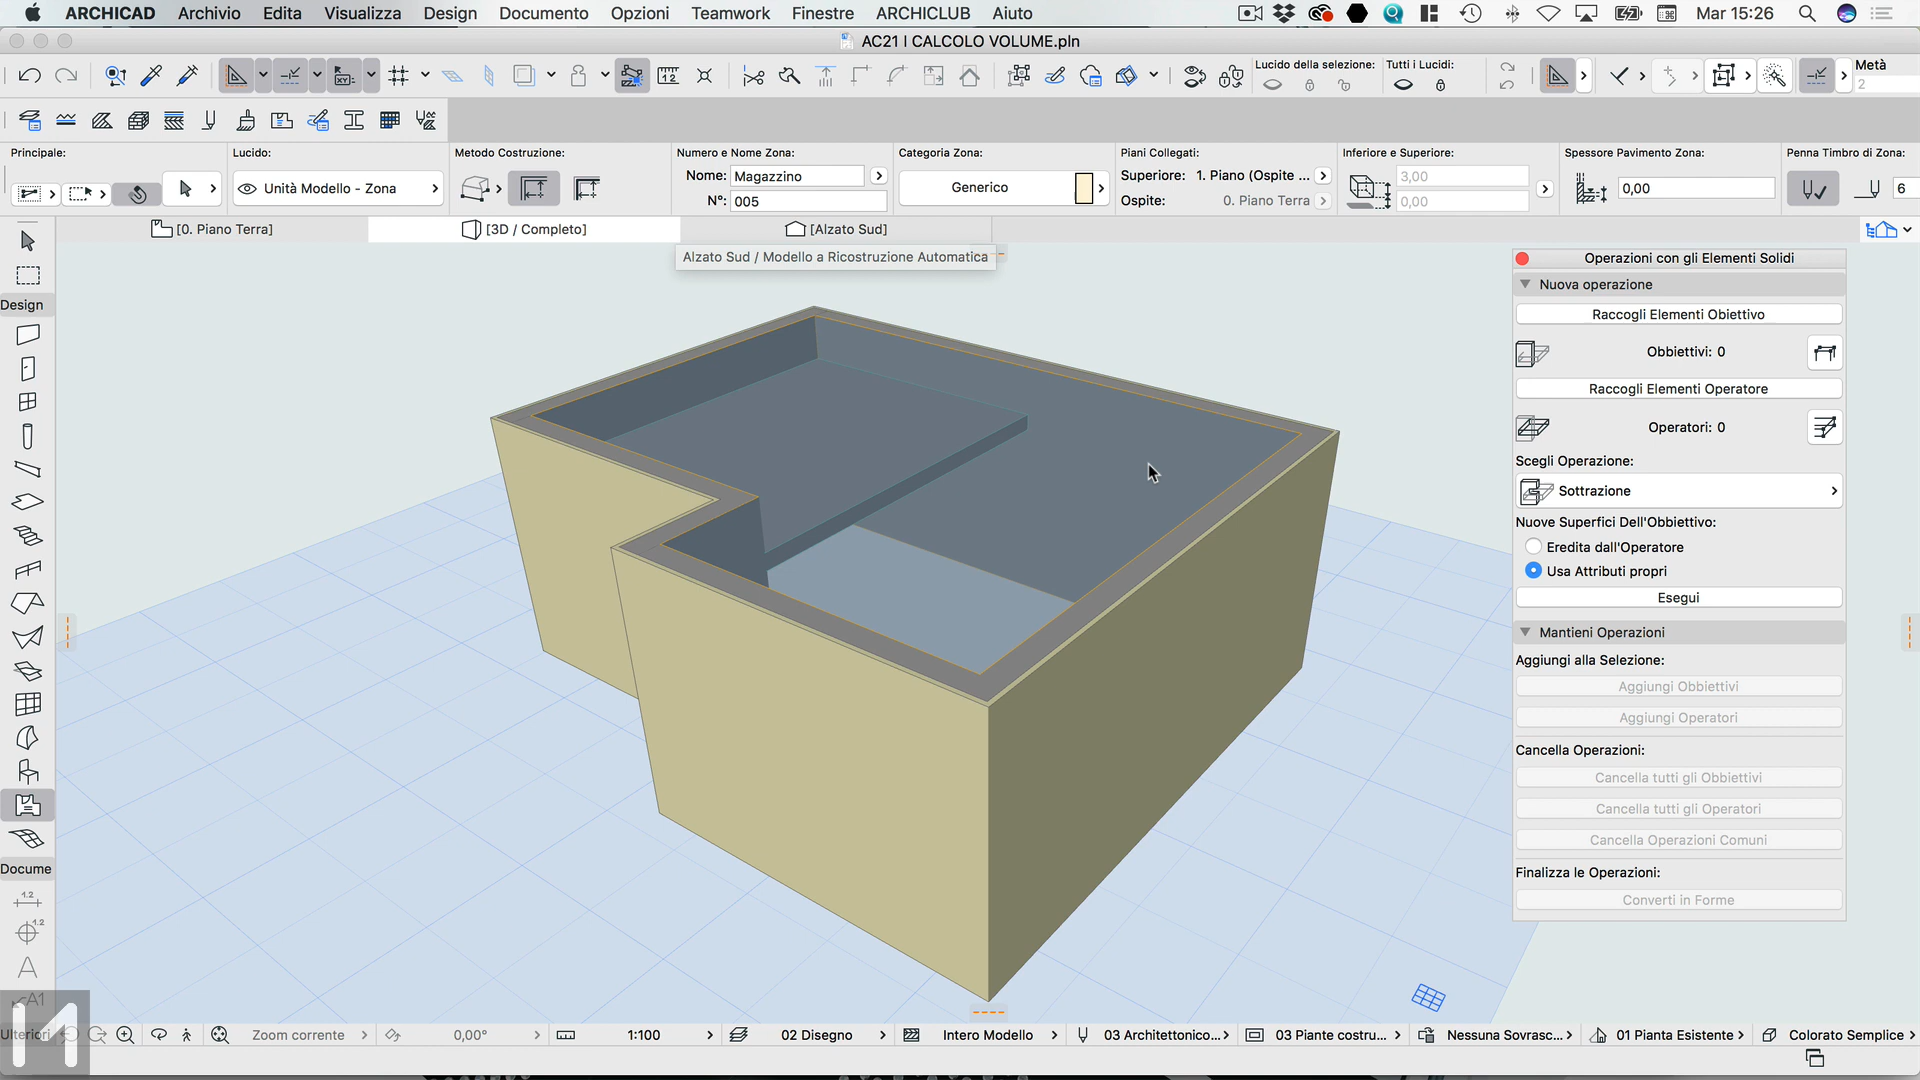 ARCHICAD Archivio Edita Visualizza Design Documento Opzioni Teamwork Finestre ARCHICLUB Aiuto Mar 15:26
AC21 | CALCOLO VOLUME.pln
Lucido della selezione: Tutti i Lucidi: Metà
2
Principale: Lucido: Metodo Costruzione: Numero e Nome Zona: Categoria Zona: Piani Collegati: Inferiore e Superiore: Spessore Pavimento Zona: Penna Timbro di Zona:
Unità Modello - Zona Nome: Magazzino Generico Superiore: 1. Piano (Ospite ... 3,00 0,00 6
N°: 005 Ospite: 0. Piano Terra 0,00
[0. Piano Terra] [3D / Completo] [Alzato Sud]
Alzato Sud / Modello a Ricostruzione Automatica
Design
Docume
1.2
1.2
A
A1
Ulteriori
Operazioni con gli Elementi Solidi
Nuova operazione
Raccogli Elementi Obiettivo
Obbiettivi: 0
Raccogli Elementi Operatore
Operatori: 0
Scegli Operazione:
Sottrazione
Nuove Superfici Dell'Obbiettivo:
Eredita dall'Operatore
Usa Attributi propri
Esegui
Mantieni Operazioni
Aggiungi alla Selezione:
Aggiungi Obbiettivi
Aggiungi Operatori
Cancella Operazioni:
Cancella tutti gli Obbiettivi
Cancella tutti gli Operatori
Cancella Operazioni Comuni
Finalizza le Operazioni:
Converti in Forme
Zoom corrente 0,00° 1:100 02 Disegno Intero Modello 03 Architettonico... 03 Piante costru... Nessuna Sovrasc... 01 Pianta Esistente Colorato Semplice